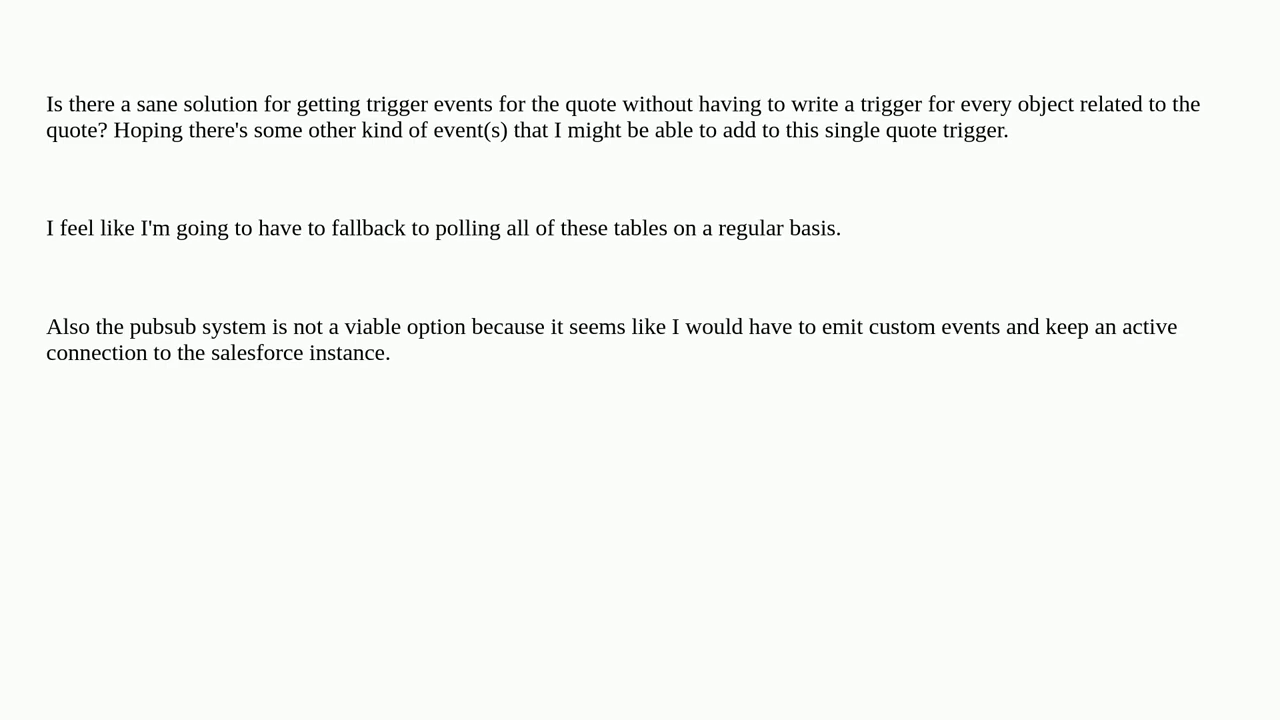 Is there a sane solution for getting trigger events for the quote without having to write a trigger for every object related to the
quote? Hoping there's some other kind of event(s) that I might be able to add to this single quote trigger.
I feel like I'm going to have to fallback to polling all of these tables on a regular basis.
Also the pubsub system is not a viable option because it seems like I would have to emit custom events and keep an active
connection to the salesforce instance.